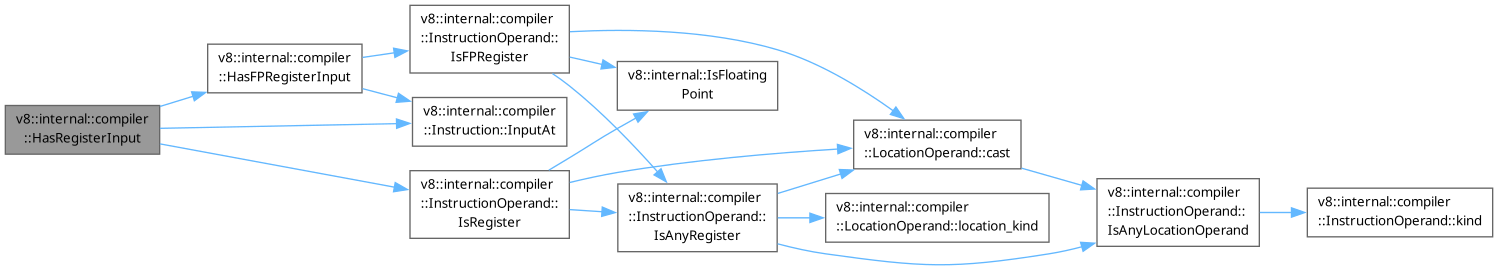 v8::internal::compiler
::HasRegisterInput
v8::internal::compiler
::HasFPRegisterInput
v8::internal::compiler
::InstructionOperand::
IsFPRegister
v8::internal::compiler
::Instruction::InputAt
v8::internal::compiler
::InstructionOperand::
IsRegister
v8::internal::IsFloating
Point
v8::internal::compiler
::InstructionOperand::
IsAnyRegister
v8::internal::compiler
::LocationOperand::cast
v8::internal::compiler
::LocationOperand::location_kind
v8::internal::compiler
::InstructionOperand::
IsAnyLocationOperand
v8::internal::compiler
::InstructionOperand::kind